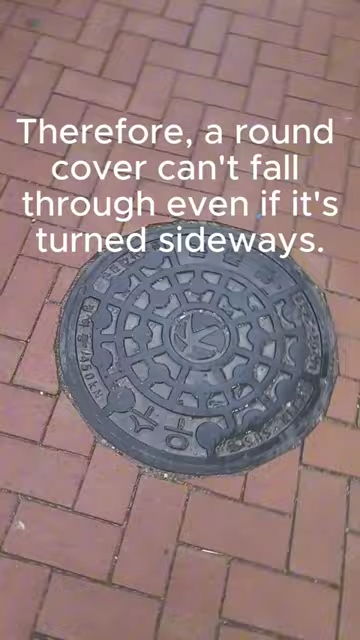 Therefore, a round
cover can't fall
through even if it's
turned sideways.